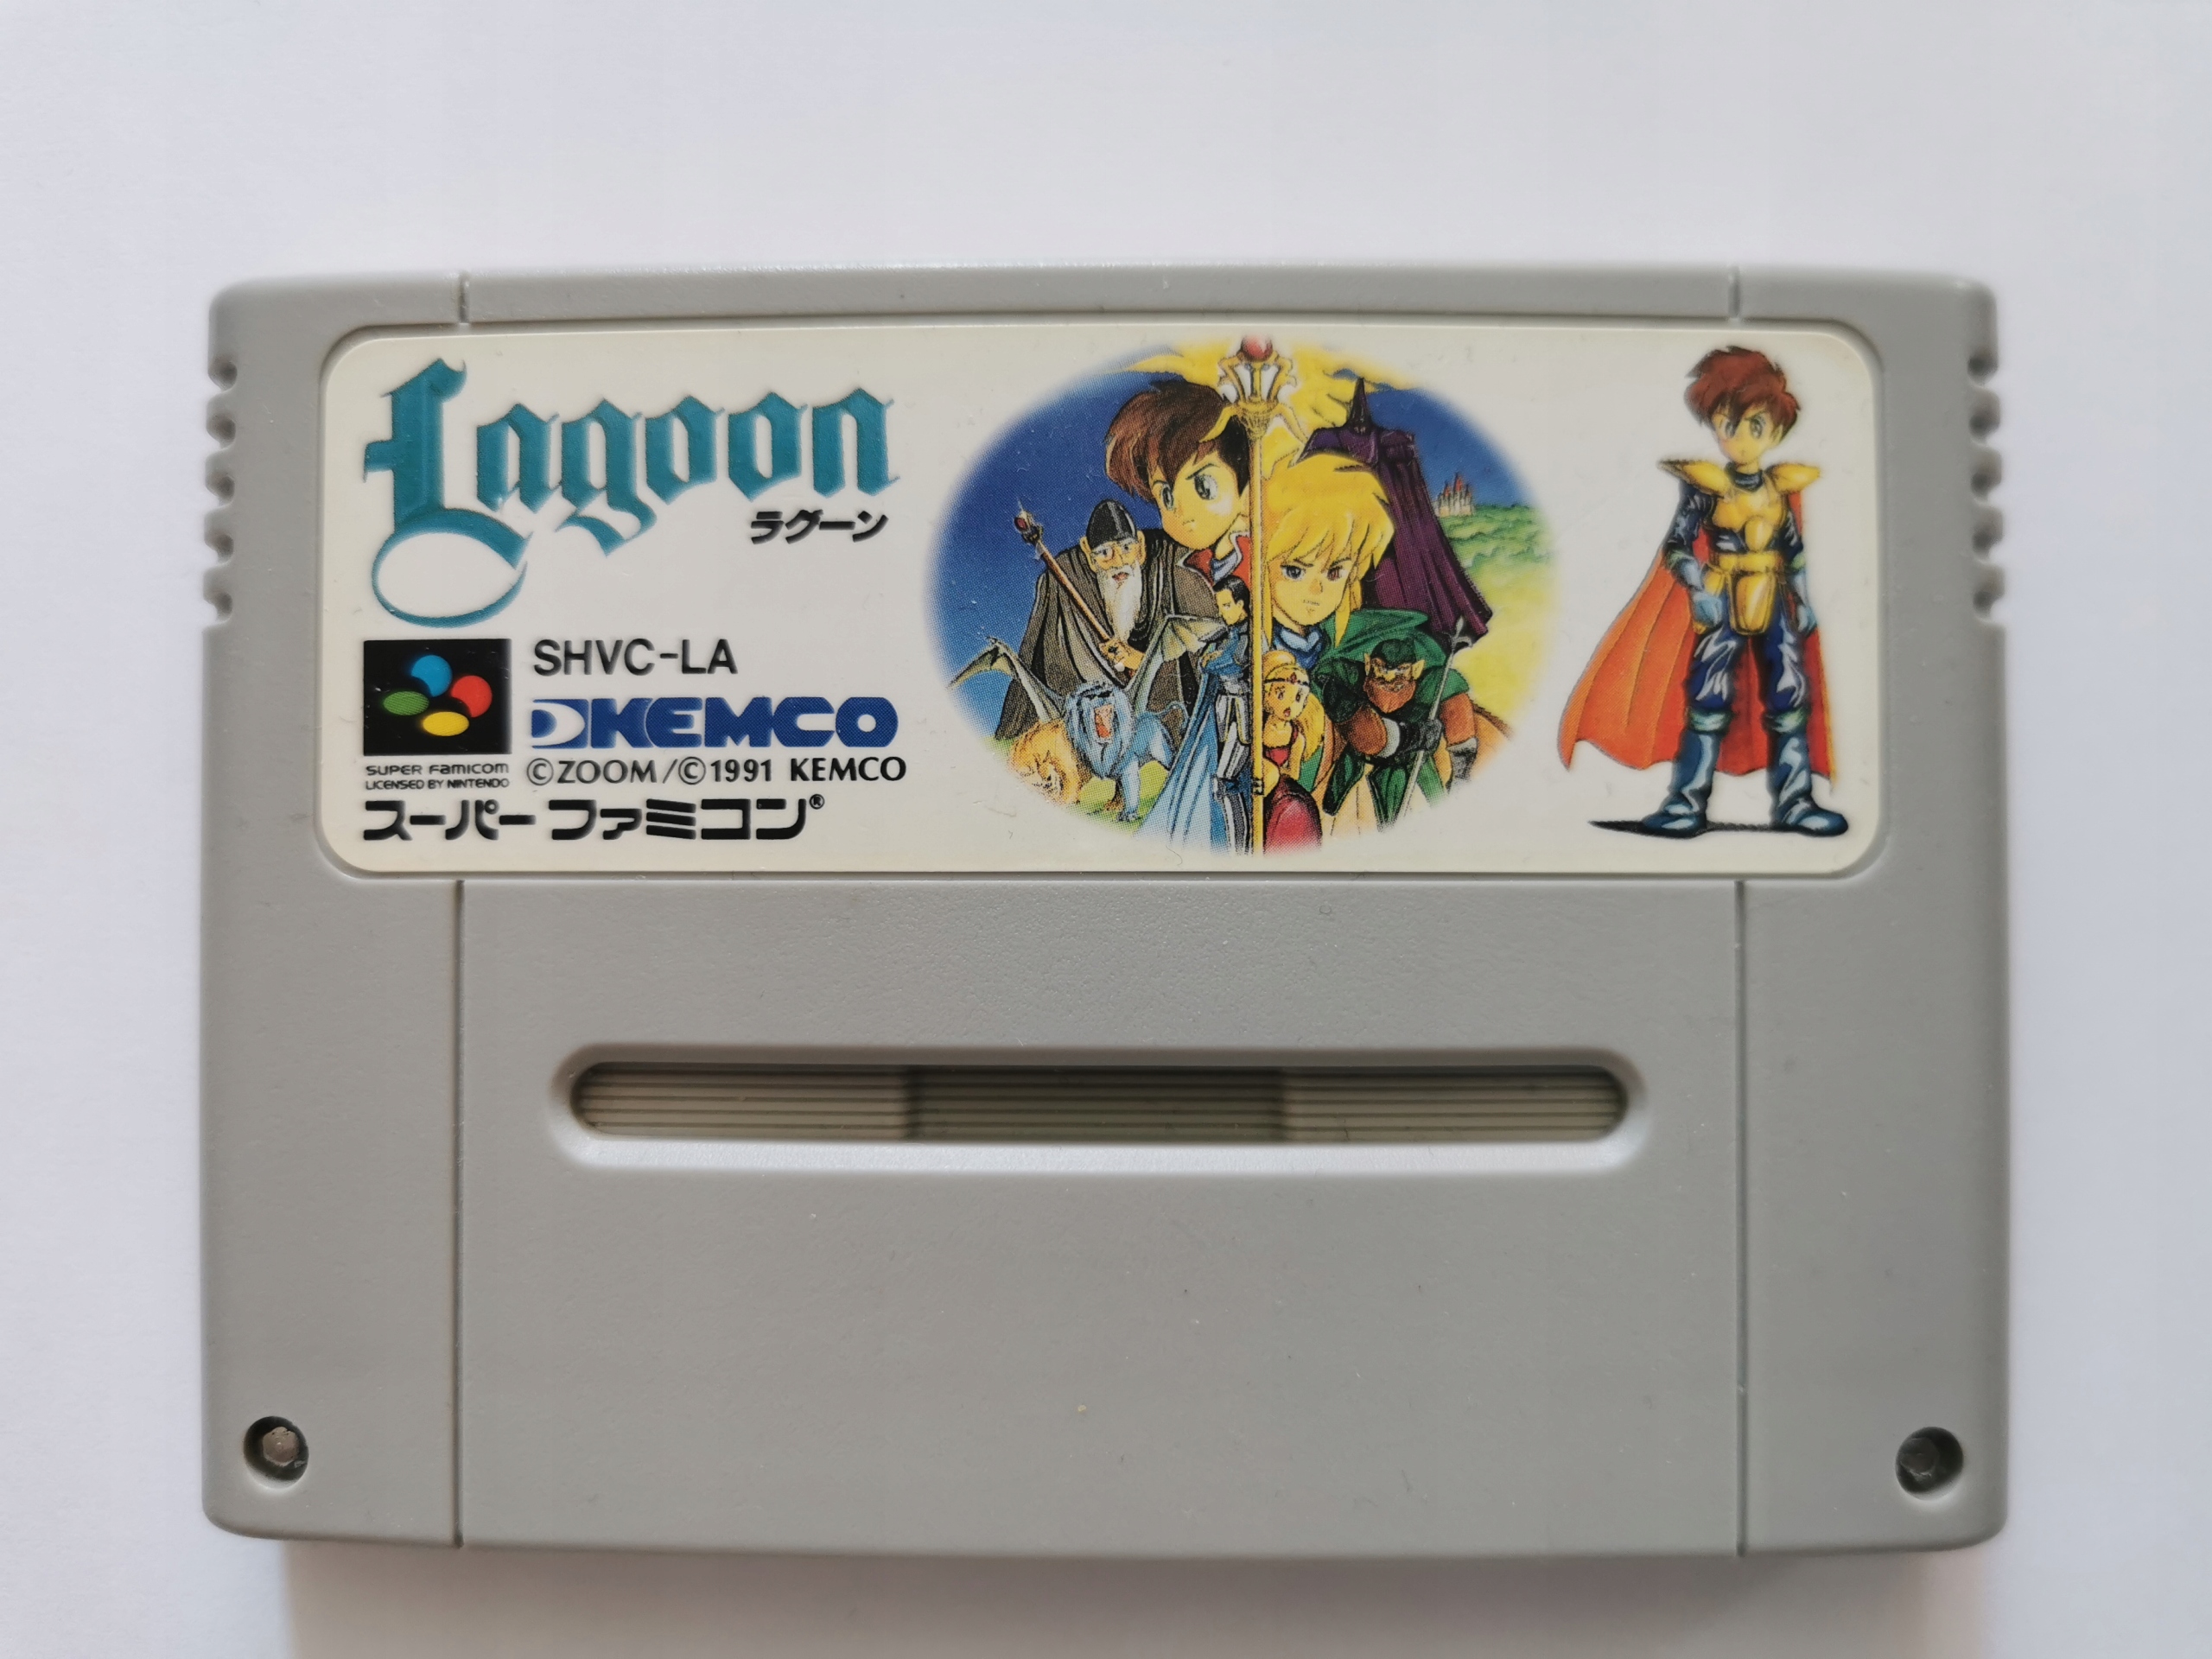 Lagoon
ラグーン
SHVC-LA
KEMCO
©ZOOM/©1991 KEMCO
SUPER FAMICOM
LICENSED BY NINTENDO
スーパーファミコン®